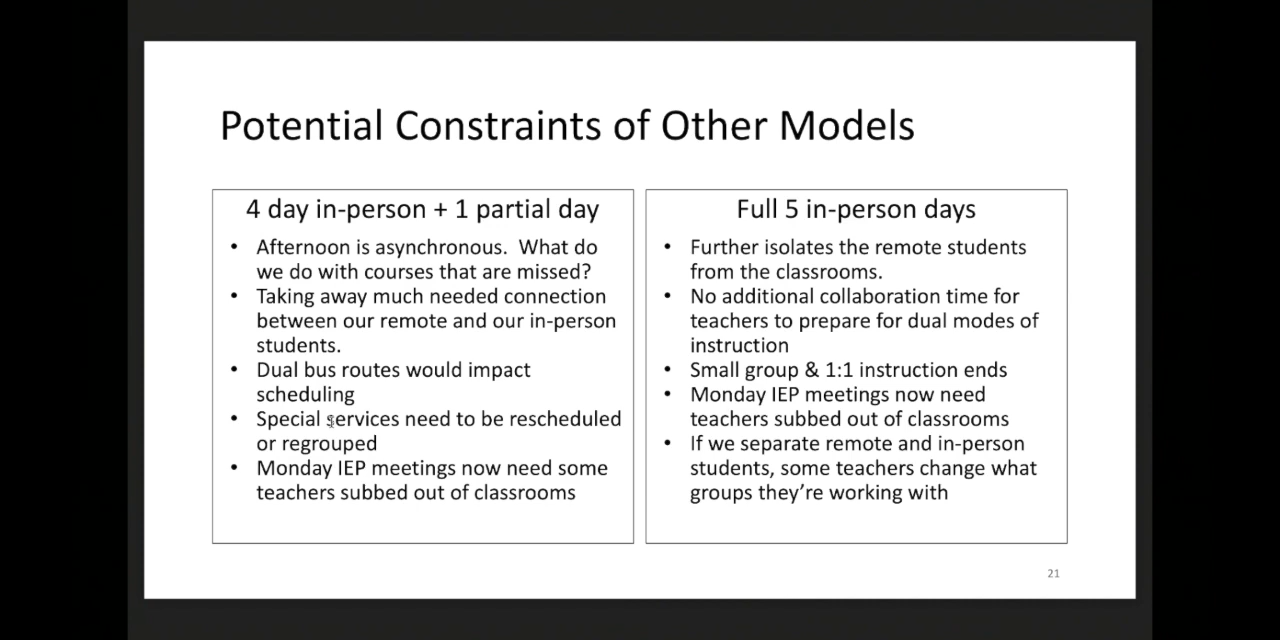 Potential Constraints of Other Models
4 day in-person + 1 partial day
• Afternoon is asynchronous. What do
we do with courses that are missed?
• Taking away much needed connection
between our remote and our in-person
students.
• Dual bus routes would impact
scheduling
• Special services need to be rescheduled
or regrouped
• Monday IEP meetings now need some
teachers subbed out of classrooms
Full 5 in-person days
• Further isolates the remote students
from the classrooms.
• No additional collaboration time for
teachers to prepare for dual modes of
instruction
• Small group & 1:1 instruction ends
• Monday IEP meetings now need
teachers subbed out of classrooms
• If we separate remote and in-person
students, some teachers change what
groups they’re working with
21